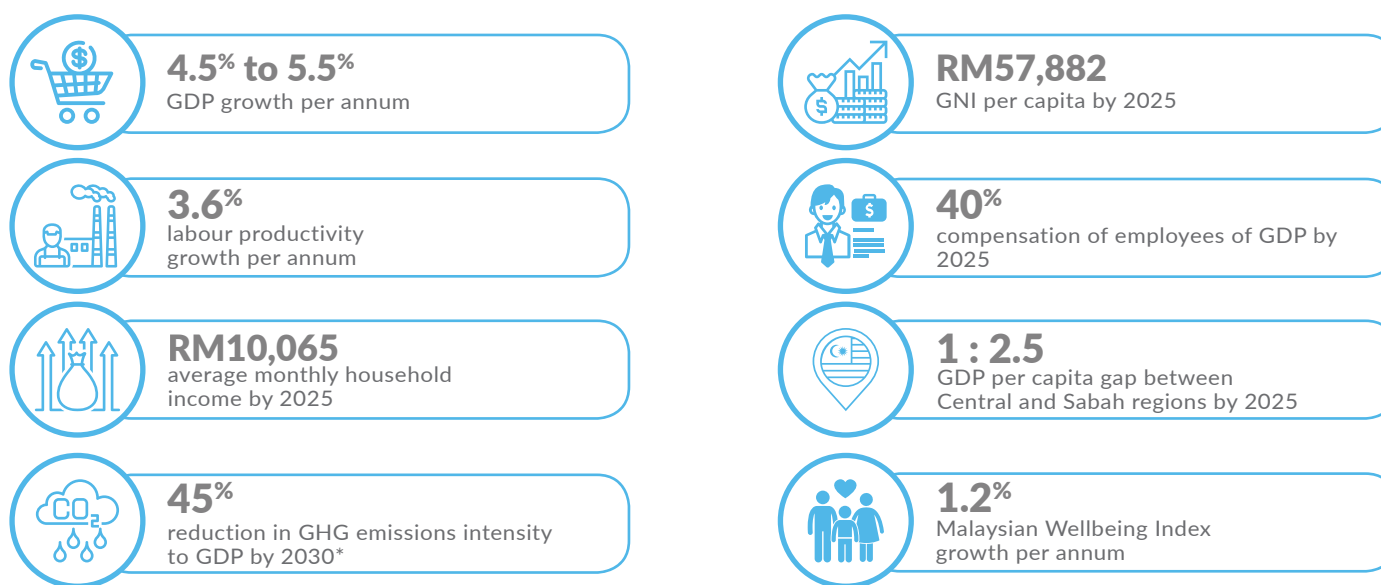 4.5% to 5.5%
GDP growth per annum
RM57,882
GNI per capita by 2025
3.6%
labour productivity
growth per annum
40%
compensation of employees of GDP by
2025
RM10,065
average monthly household
income by 2025
1 : 2.5
GDP per capita gap between
Central and Sabah regions by 2025
CO2
45%
reduction in GHG emissions intensity
to GDP by 2030*
1.2%
Malaysian Wellbeing Index
growth per annum